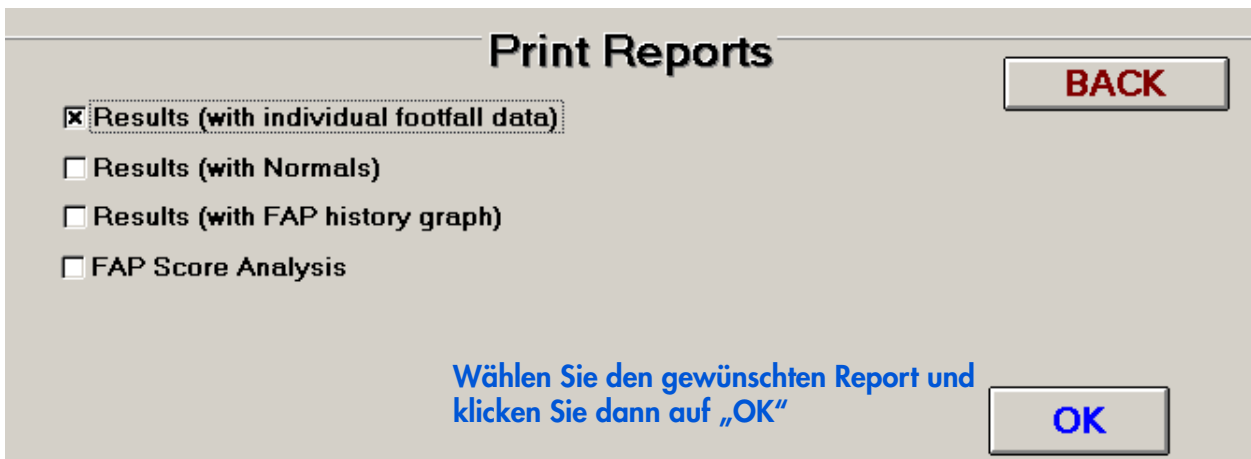 Print Reports
BACK
Results (with individual footfall data)
Results (with Normals)
Results (with FAP history graph)
FAP Score Analysis
Wählen Sie den gewünschten Report und
klicken Sie dann auf „OK“
OK